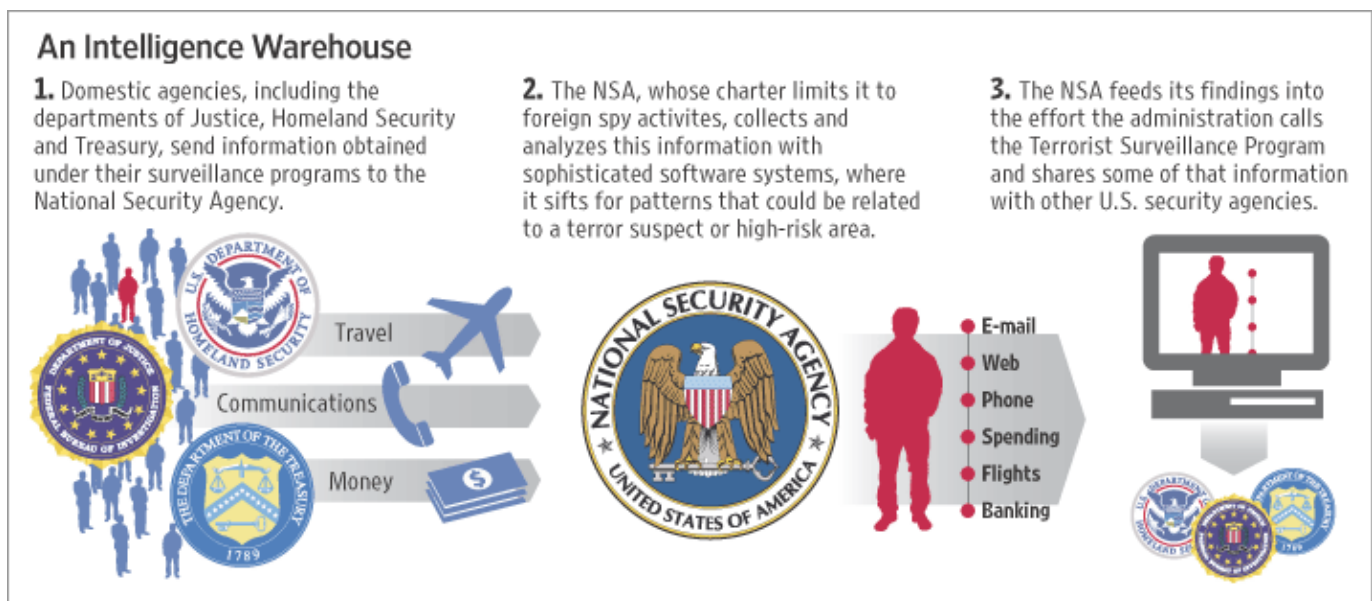 An Intelligence Warehouse
1. Domestic agencies, including the
departments of Justice, Homeland Security
and Treasury, send information obtained
under their surveillance programs to the
National Security Agency.
2. The NSA, whose charter limits it to
foreign spy activites, collects and
analyzes this information with
sophisticated software systems, where
it sifts for patterns that could be related
to a terror suspect or high-risk area.
3. The NSA feeds its findings into
the effort the administration calls
the Terrorist Surveillance Program
and shares some of that information
with other U.S. security agencies.
U.S. DEPARTMENT OF
HOMELAND SECURITY
DEPARTMENT OF JUSTICE
FEDERAL BUREAU OF INVESTIGATION
THE DEPARTMENT OF THE TREASURY
1789
Travel
Communications
Money
$
NATIONAL SECURITY AGENCY
UNITED STATES OF AMERICA
E-mail
Web
Phone
Spending
Flights
Banking
1789